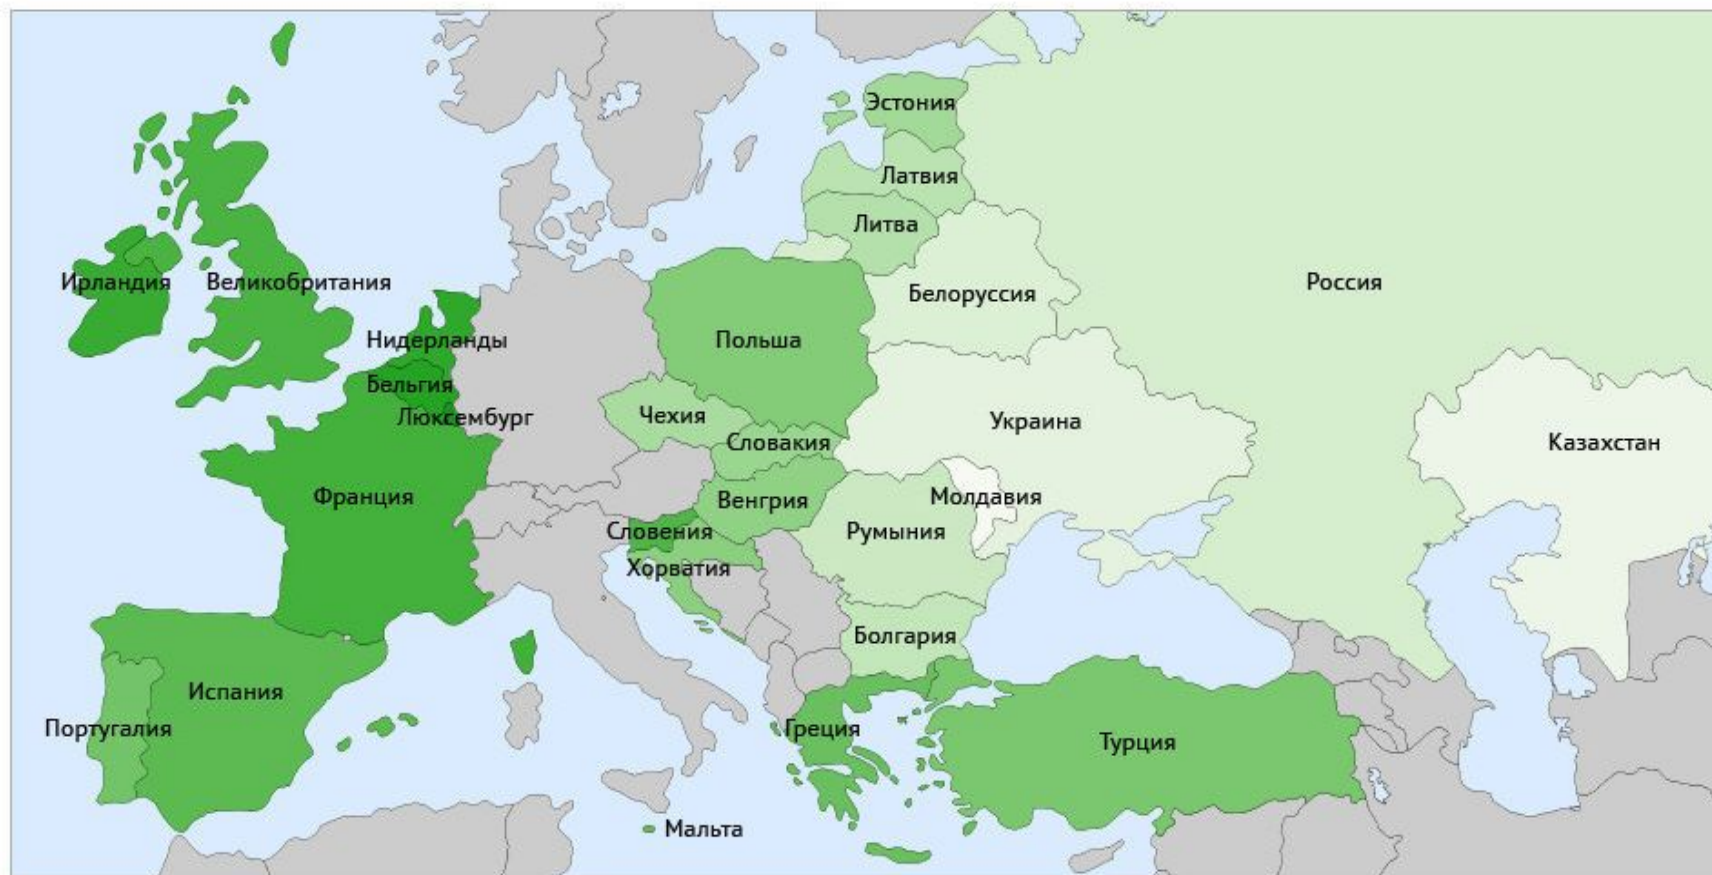 Эстония
Латвия
Литва
Ирландия
Великобритания
Россия
Белоруссия
Нидерланды
Польша
Бельгия
Люксембург
Чехия
Украина
Словакия
Казахстан
Франция
Венгрия
Молдавия
Словения
Румыния
Хорватия
Болгария
Испания
Португалия
Греция
Турция
Мальта